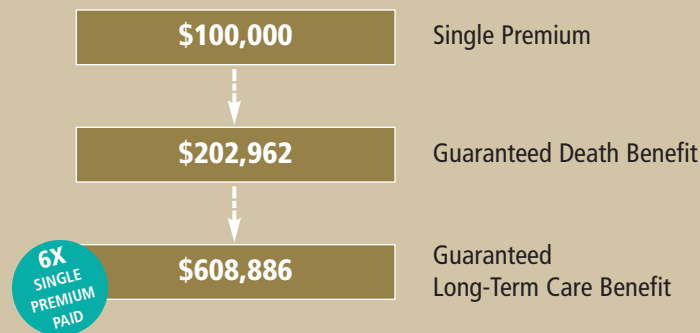 $100,000
Single Premium
$202,962
Guaranteed Death Benefit
$608,886
Guaranteed
Long-Term Care Benefit
6X
SINGLE
PREMIUM
PAID